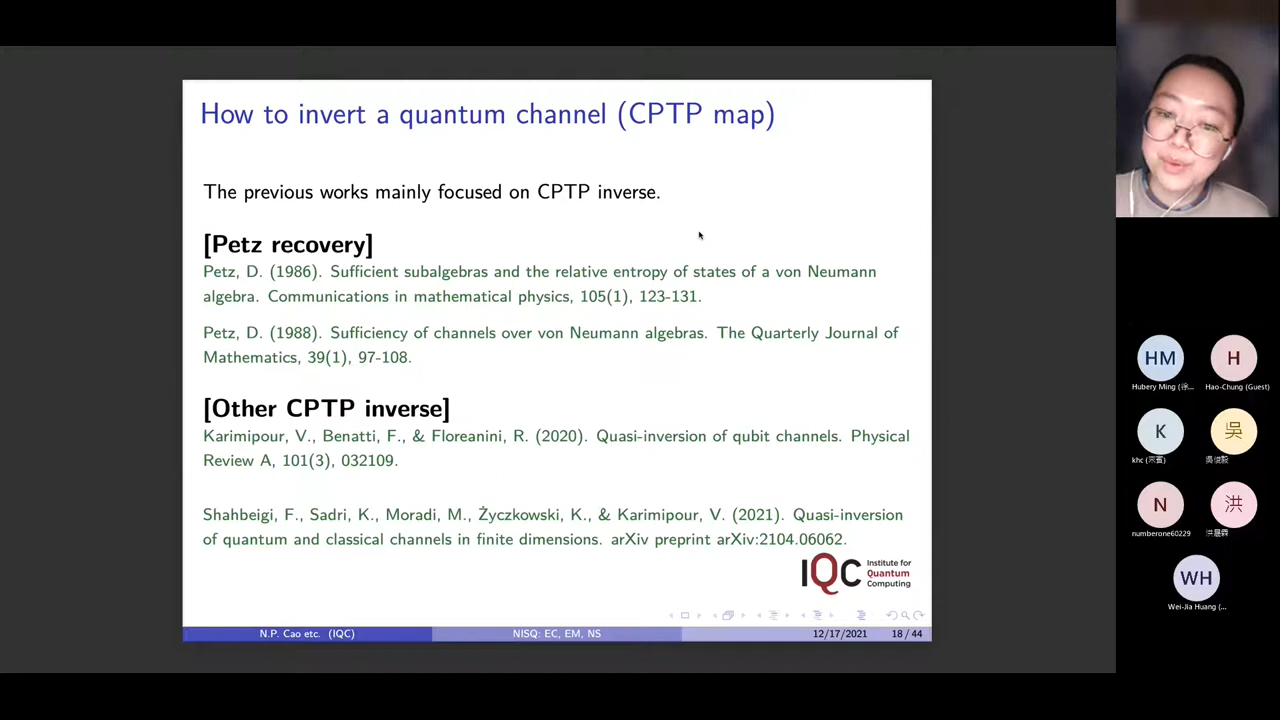 How to invert a quantum channel (CPTP map)
The previous works mainly focused on CPTP inverse.
[Petz recovery]
Petz, D. (1986). Sufficient subalgebras and the relative entropy of states of a von Neumann
algebra. Communications in mathematical physics, 105(1), 123-131.
Petz, D. (1988). Sufficiency of channels over von Neumann algebras. The Quarterly Journal of
Mathematics, 39(1), 97-108.
[Other CPTP inverse]
Karimipour, V., Benatti, F., & Floreanini, R. (2020). Quasi-inversion of qubit channels. Physical
Review A, 101(3), 032109.
Shahbeigi, F., Sadri, K., Moradi, M., Życzkowski, K., & Karimipour, V. (2021). Quasi-inversion
of quantum and classical channels in finite dimensions. arXiv preprint arXiv:2104.06062.
IQC
Institute for
Quantum
Computing
N.P. Cao etc. (IQC)
NISQ: EC, EM, NS
12/17/2021
18 / 44
HM
H
Hubery Ming (徐...
Hao-Chung (Guest)
K
吳
khc
N
洪
numberone60229
WH
Wei-Jia Huang (...